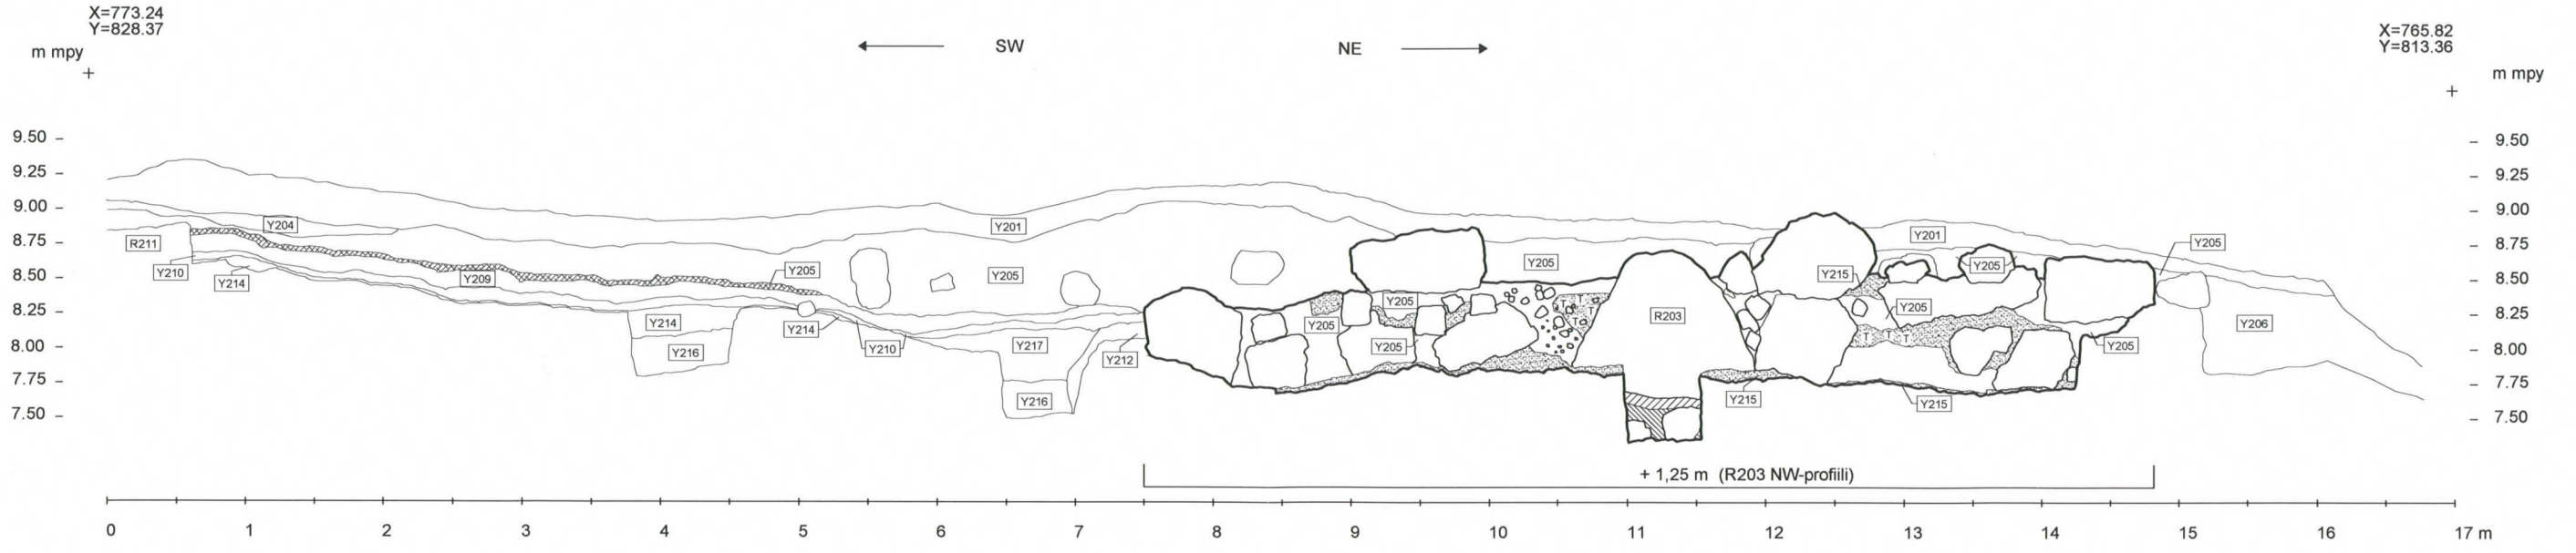 X=773.24
Y=828.37
m mpy
SW
NE
X=765.82
Y=813.36
m mpy
9.50
9.25
9.00
8.75
8.50
8.25
8.00
7.75
7.50
9.50
9.25
9.00
8.75
8.50
8.25
8.00
7.75
7.50
Y204
R211
Y210
Y214
Y209
Y205
Y201
Y205
Y214
Y216
Y214
Y210
Y217
Y216
Y212
Y205
Y205
Y205
Y205
T T
T
T T
R203
Y215
Y201
Y205
Y205
Y215
T T T
Y215
Y205
Y205
Y206
+ 1,25 m (R203 NW-profiili)
0 1 2 3 4 5 6 7 8 9 10 11 12 13 14 15 16 17 m